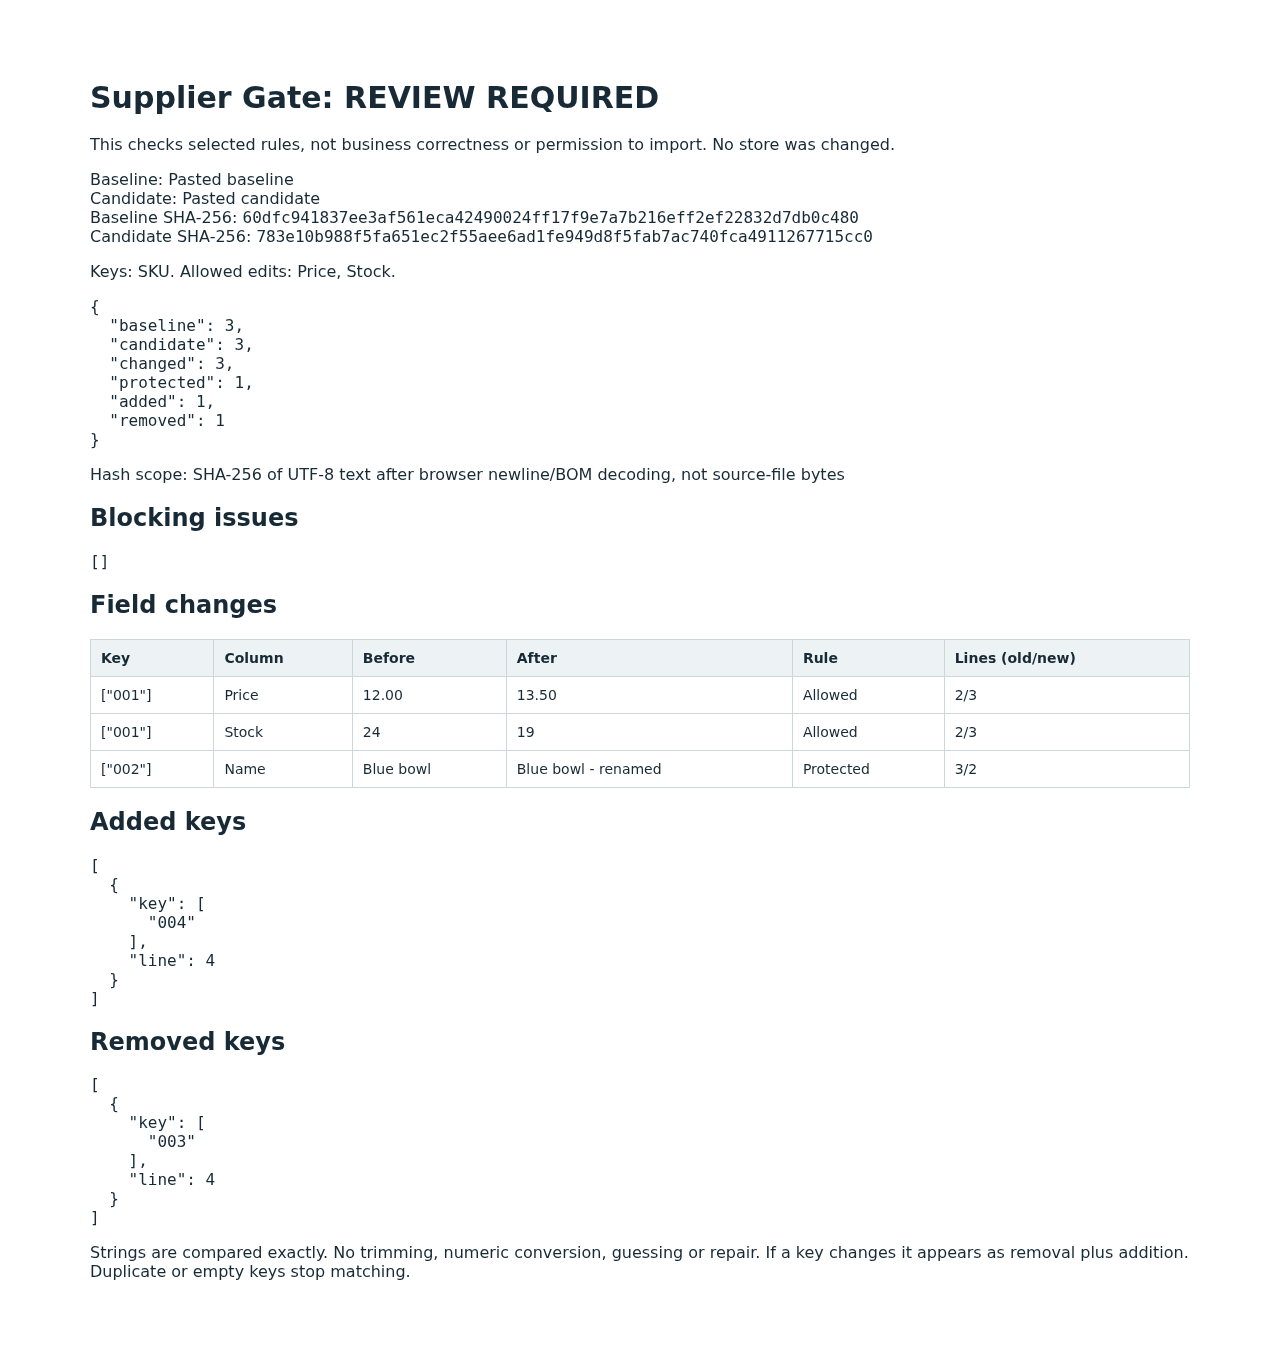 Supplier Gate: REVIEW REQUIRED
This checks selected rules, not business correctness or permission to import. No store was changed.
Baseline: Pasted baseline
Candidate: Pasted candidate
Baseline SHA-256: 60dfc941837ee3af561eca42490024ff17f9e7a7b216eff2ef22832d7db0c480
Candidate SHA-256: 783e10b988f5fa651ec2f55aee6ad1fe949d8f5fab7ac740fca4911267715cc0
Keys: SKU. Allowed edits: Price, Stock.
{
  "baseline": 3,
  "candidate": 3,
  "changed": 3,
  "protected": 1,
  "added": 1,
  "removed": 1
}
Hash scope: SHA-256 of UTF-8 text after browser newline/BOM decoding, not source-file bytes
Blocking issues
[]
Field changes
Key Column Before After Rule Lines (old/new)
["001"] Price 12.00 13.50 Allowed 2/3
["001"] Stock 24 19 Allowed 2/3
["002"] Name Blue bowl Blue bowl - renamed Protected 3/2
Added keys
[
  {
    "key": [
      "004"
    ],
    "line": 4
  }
]
Removed keys
[
  {
    "key": [
      "003"
    ],
    "line": 4
  }
]
Strings are compared exactly. No trimming, numeric conversion, guessing or repair. If a key changes it appears as removal plus addition.
Duplicate or empty keys stop matching.